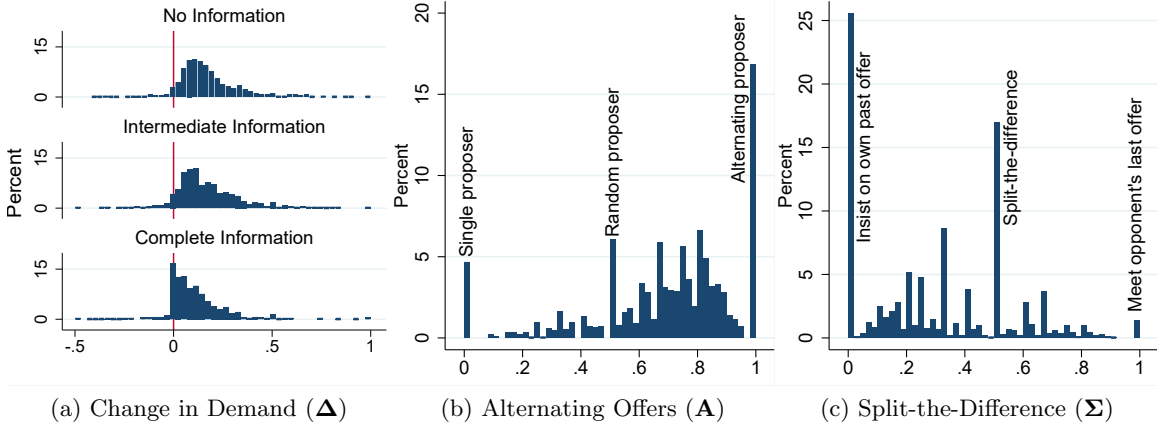 No Information
15
0
Intermediate Information
15
0
Complete Information
15
0
Percent
-.5 0 .5 1
(a) Change in Demand (Δ)
20
15
10
5
0
Percent
Single proposer
Random proposer
Alternating proposer
0 .2 .4 .6 .8 1
(b) Alternating Offers (A)
25
20
15
10
5
0
Percent
Insist on own past offer
Split-the-difference
Meet opponent's last offer
0 .2 .4 .6 .8 1
(c) Split-the-Difference (Σ)